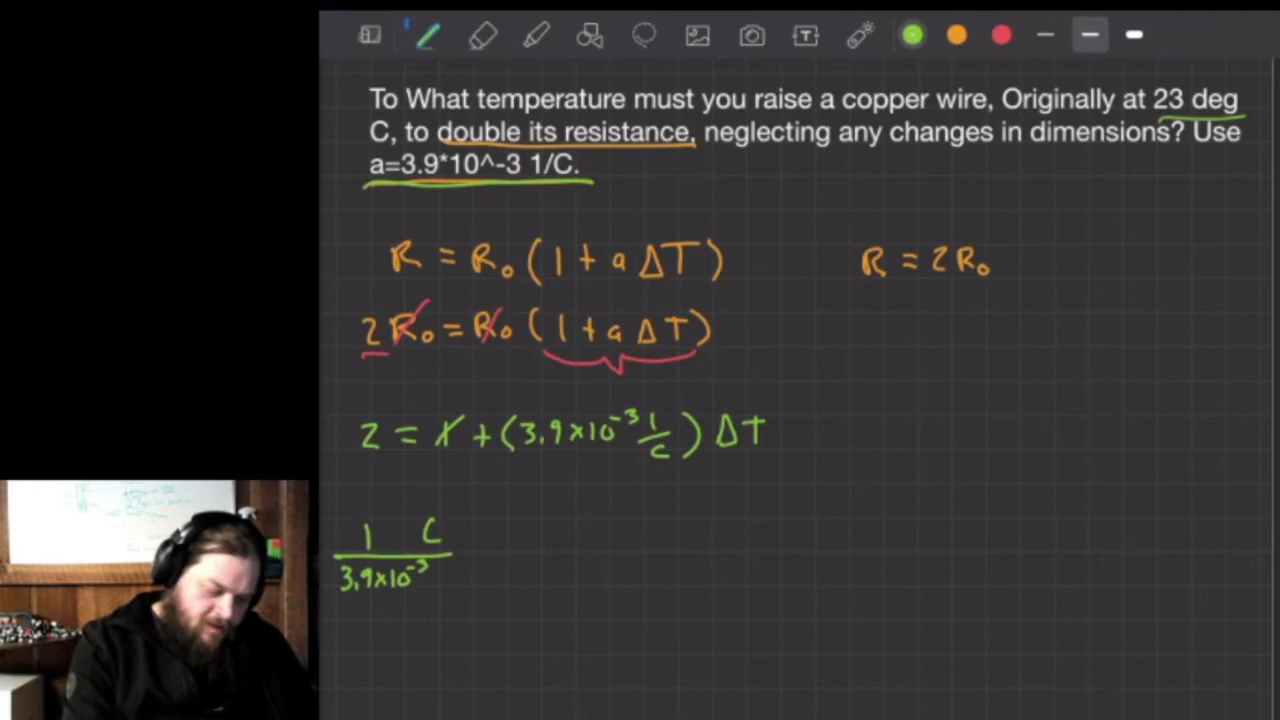 To What temperature must you raise a copper wire, Originally at 23 deg
C, to double its resistance, neglecting any changes in dimensions? Use
a=3.9*10^-3 1/C.
R = R₀ (1 + a ΔT)
R = 2R₀
2R₀ = R₀ (1 + a ΔT)
2 = 1 + (3.9×10⁻³ 1/C) ΔT
1 C
3.9×10⁻³